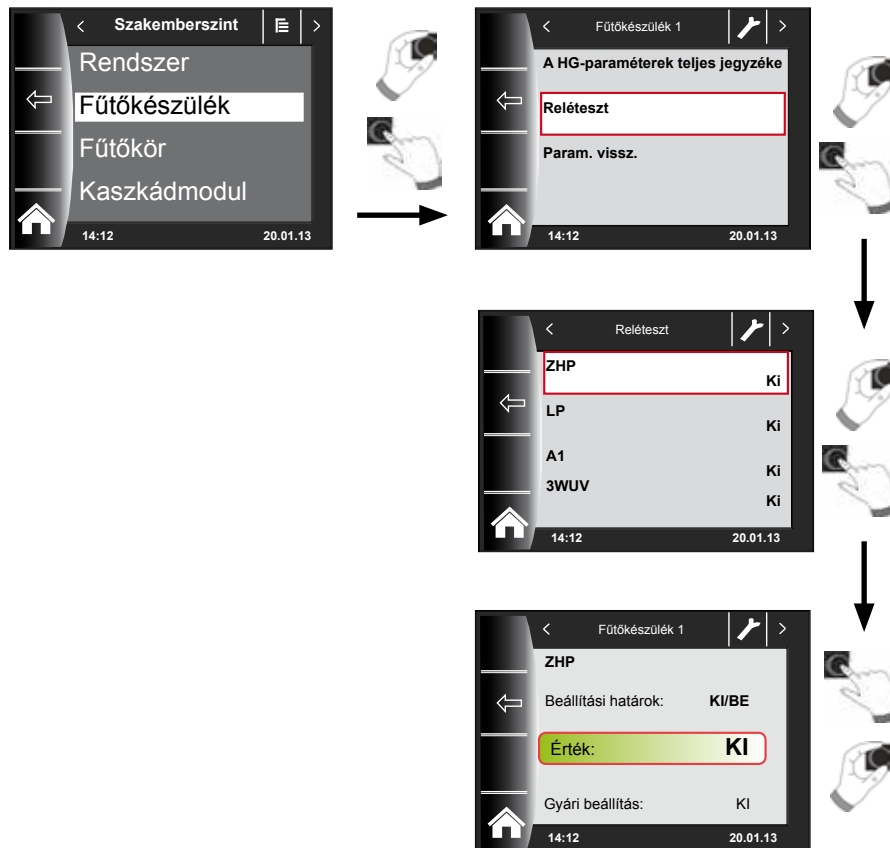 Szakemberszint
Rendszer
Fűtőkészülék
Fűtőkör
Kaszkádmodul
14:12 20.01.13
Fűtőkészülék 1
A HG-paraméterek teljes jegyzéke
Reléteszt
Param. vissz.
14:12 20.01.13
Reléteszt
ZHP
Ki
LP
Ki
A1
Ki
3WUV
Ki
14:12 20.01.13
Fűtőkészülék 1
ZHP
Beállítási határok: KI/BE
Érték: KI
Gyári beállítás: KI
14:12 20.01.13